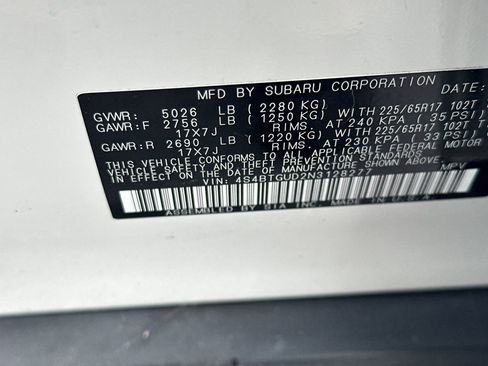 MFD BY SUBARU CORPORATION DATE:
GVWR: 5026 LB (2280 KG)
GAWR:F 2756 LB (1250 KG) WITH 225/65R17 102T
17X7J RIMS. AT 240 KPA (35 PSI)
GAWR:R 2690 LB (1220 KG) WITH 225/65R17 102T
17X7J RIMS. AT 230 KPA (33 PSI)
THIS VEHICLE CONFORMS TO ALL APPLICABLE FEDERAL MOTOR
VEHICLE SAFETY AND THEFT PREVENTION STANDARDS IN EFFECT ON THE
DATE OF MANUFACTURE SHOWN ABOVE.
VIN: 4S4BTGUD2N3128277 MPV
ASSEMBLED BY SIA INC. MADE IN U.S.A.